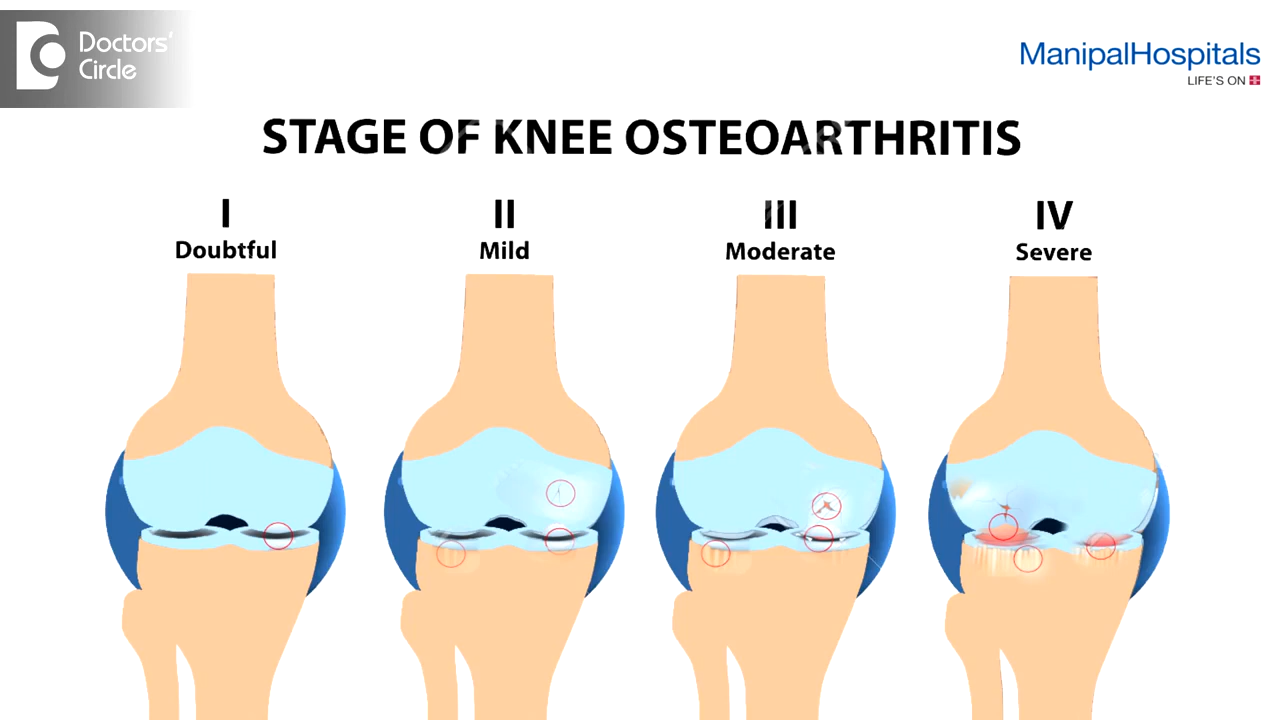 Doctors'
Circle
ManipalHospitals
LIFE'S ON
STAGE OF KNEE OSTEOARTHRITIS
I
Doubtful
II
Mild
III
Moderate
IV
Severe